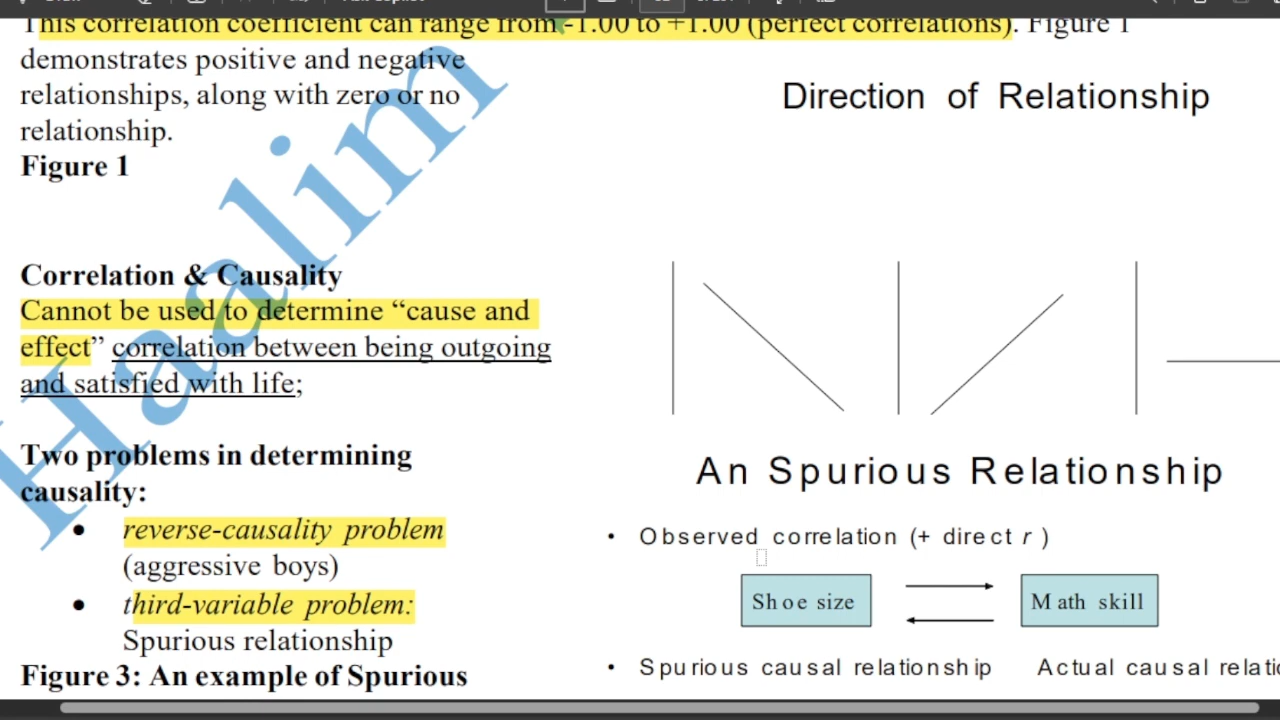 This correlation coefficient can range from -1.00 to +1.00 (perfect correlations). Figure 1
demonstrates positive and negative
relationships, along with zero or no
relationship.
Figure 1
Direction of Relationship
Correlation & Causality
Cannot be used to determine “cause and
effect” correlation between being outgoing
and satisfied with life;
Two problems in determining
causality:
• reverse-causality problem
(aggressive boys)
• third-variable problem:
Spurious relationship
Figure 3: An example of Spurious
An Spurious Relationship
• Observed correlation (+ direct r )
Shoe size
Math skill
• Spurious causal relationship Actual causal
Haalim